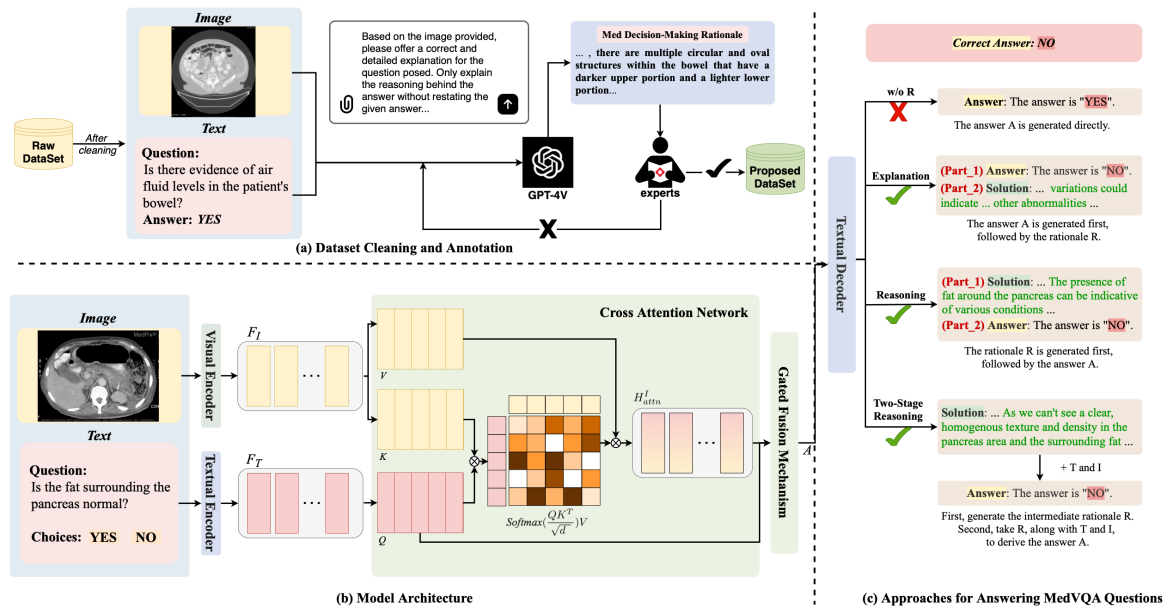 Image
Raw
DataSet
After
cleaning
Text
Question:
Is there evidence of air
fluid levels in the patient's
bowel?
Answer: YES
Based on the image provided,
please offer a correct and
detailed explanation for the
question posed. Only explain
the reasoning behind the
answer without restating the
given answer...
GPT-4V
Med Decision-Making Rationale
... , there are multiple circular and oval
structures within the bowel that have a
darker upper portion and a lighter lower
portion...
experts
Proposed
DataSet
X
(a) Dataset Cleaning and Annotation
Image
MedPix®
Text
Question:
Is the fat surrounding the
pancreas normal?
Choices: YES NO
Visual Encoder
Textual Encoder
F_I
F_T
V
K
Q
Cross Attention Network
Softmax(QK^T/√d)V
H^I_attn
Gated Fusion Mechanism
A
(b) Model Architecture
Textual Decoder
Correct Answer: NO
w/o R
X
Answer: The answer is "YES".
The answer A is generated directly.
Explanation
(Part_1) Answer: The answer is "NO".
(Part_2) Solution: ... variations could
indicate ... other abnormalities ...
The answer A is generated first,
followed by the rationale R.
Reasoning
(Part_1) Solution: ... The presence of
fat around the pancreas can be indicative
of various conditions ...
(Part_2) Answer: The answer is "NO".
The rationale R is generated first,
followed by the answer A.
Two-Stage
Reasoning
Solution: ... As we can't see a clear,
homogenous texture and density in the
pancreas area and the surrounding fat ...
+ T and I
Answer: The answer is "NO".
First, generate the intermediate rationale R.
Second, take R, along with T and I,
to derive the answer A.
(c) Approaches for Answering MedVQA Questions